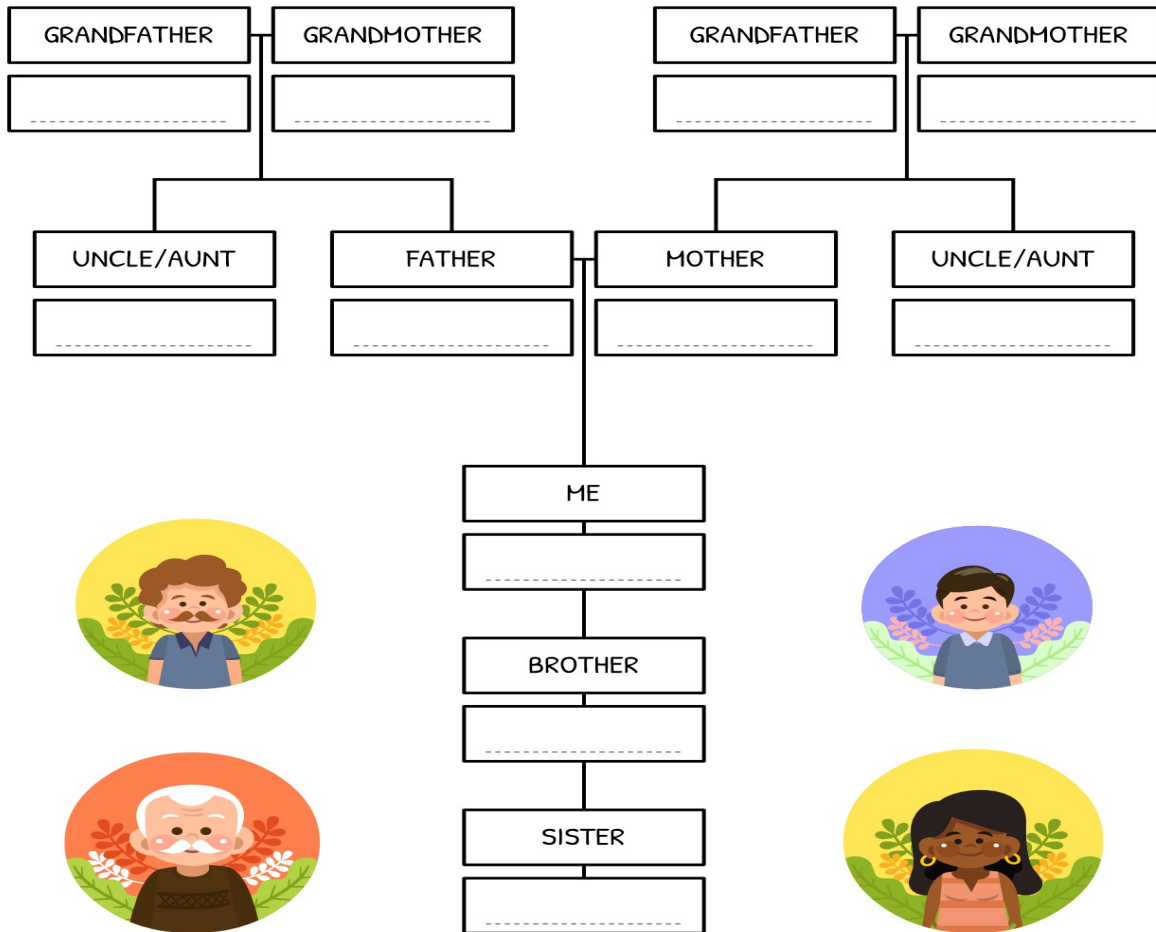 GRANDFATHER GRANDMOTHER GRANDFATHER GRANDMOTHER
UNCLE/AUNT FATHER MOTHER UNCLE/AUNT
ME
BROTHER
SISTER